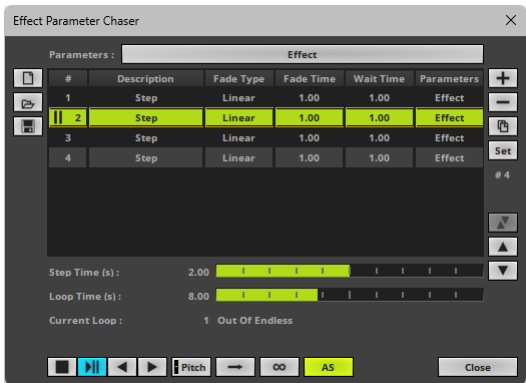 Effect Parameter Chaser
Parameters : Effect
# Description Fade Type Fade Time Wait Time Parameters
1 Step Linear 1.00 1.00 Effect
2 Step Linear 1.00 1.00 Effect
3 Step Linear 1.00 1.00 Effect
4 Step Linear 1.00 1.00 Effect
Set
# 4
Step Time (s) : 2.00
Loop Time (s) : 8.00
Current Loop : 1 Out Of Endless
Pitch ∞ AS Close